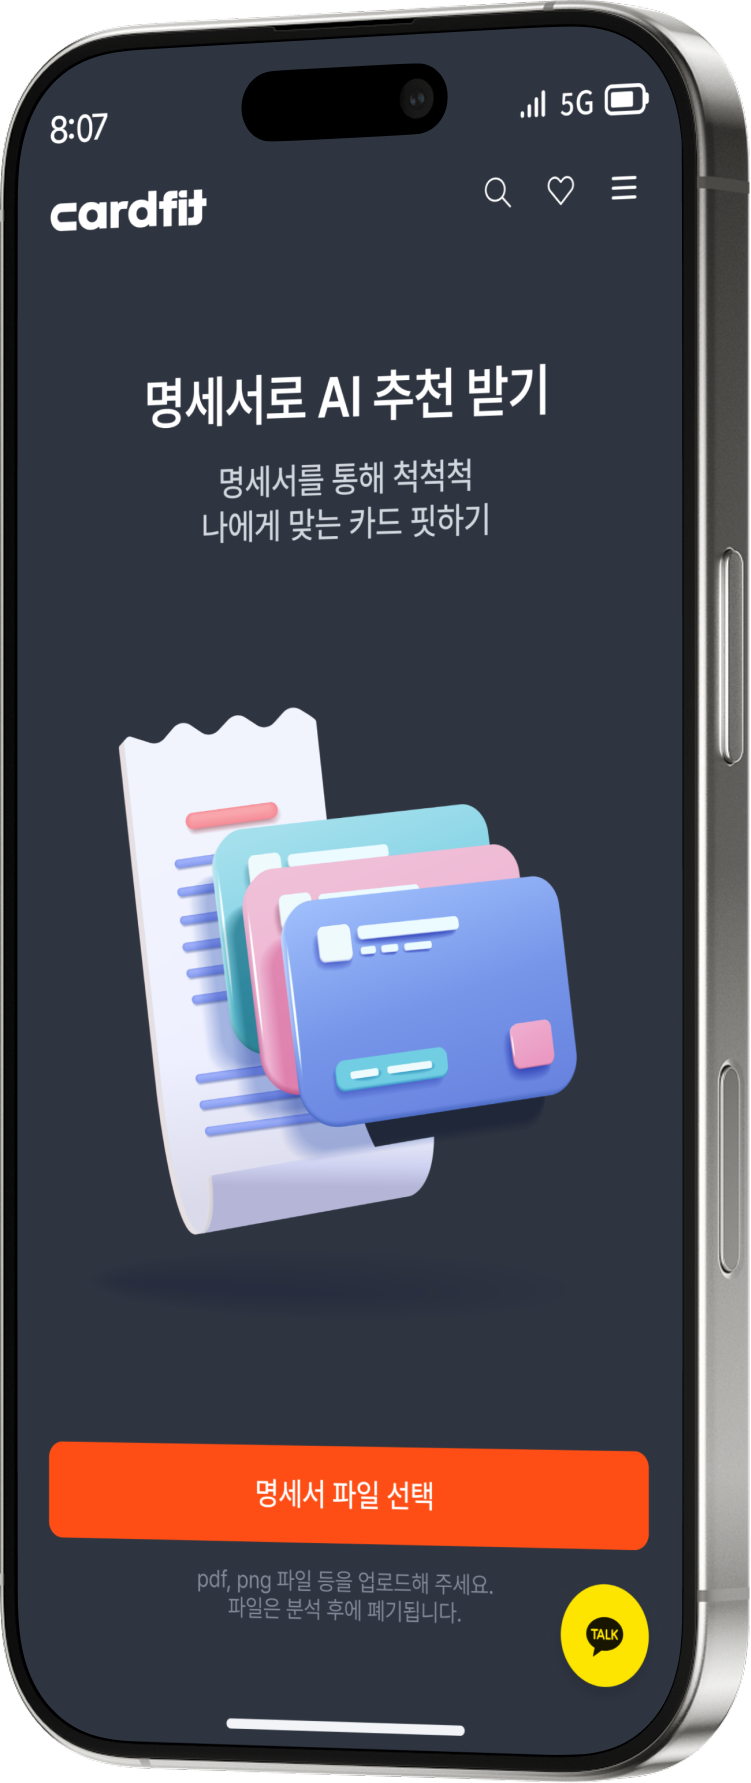 8:07
5G
cardfit
명세서로 AI 추천 받기
명세서를 통해 척척척
나에게 맞는 카드 핏하기
명세서 파일 선택
pdf, png 파일 등을 업로드해 주세요.
파일은 분석 후에 폐기됩니다.
TALK